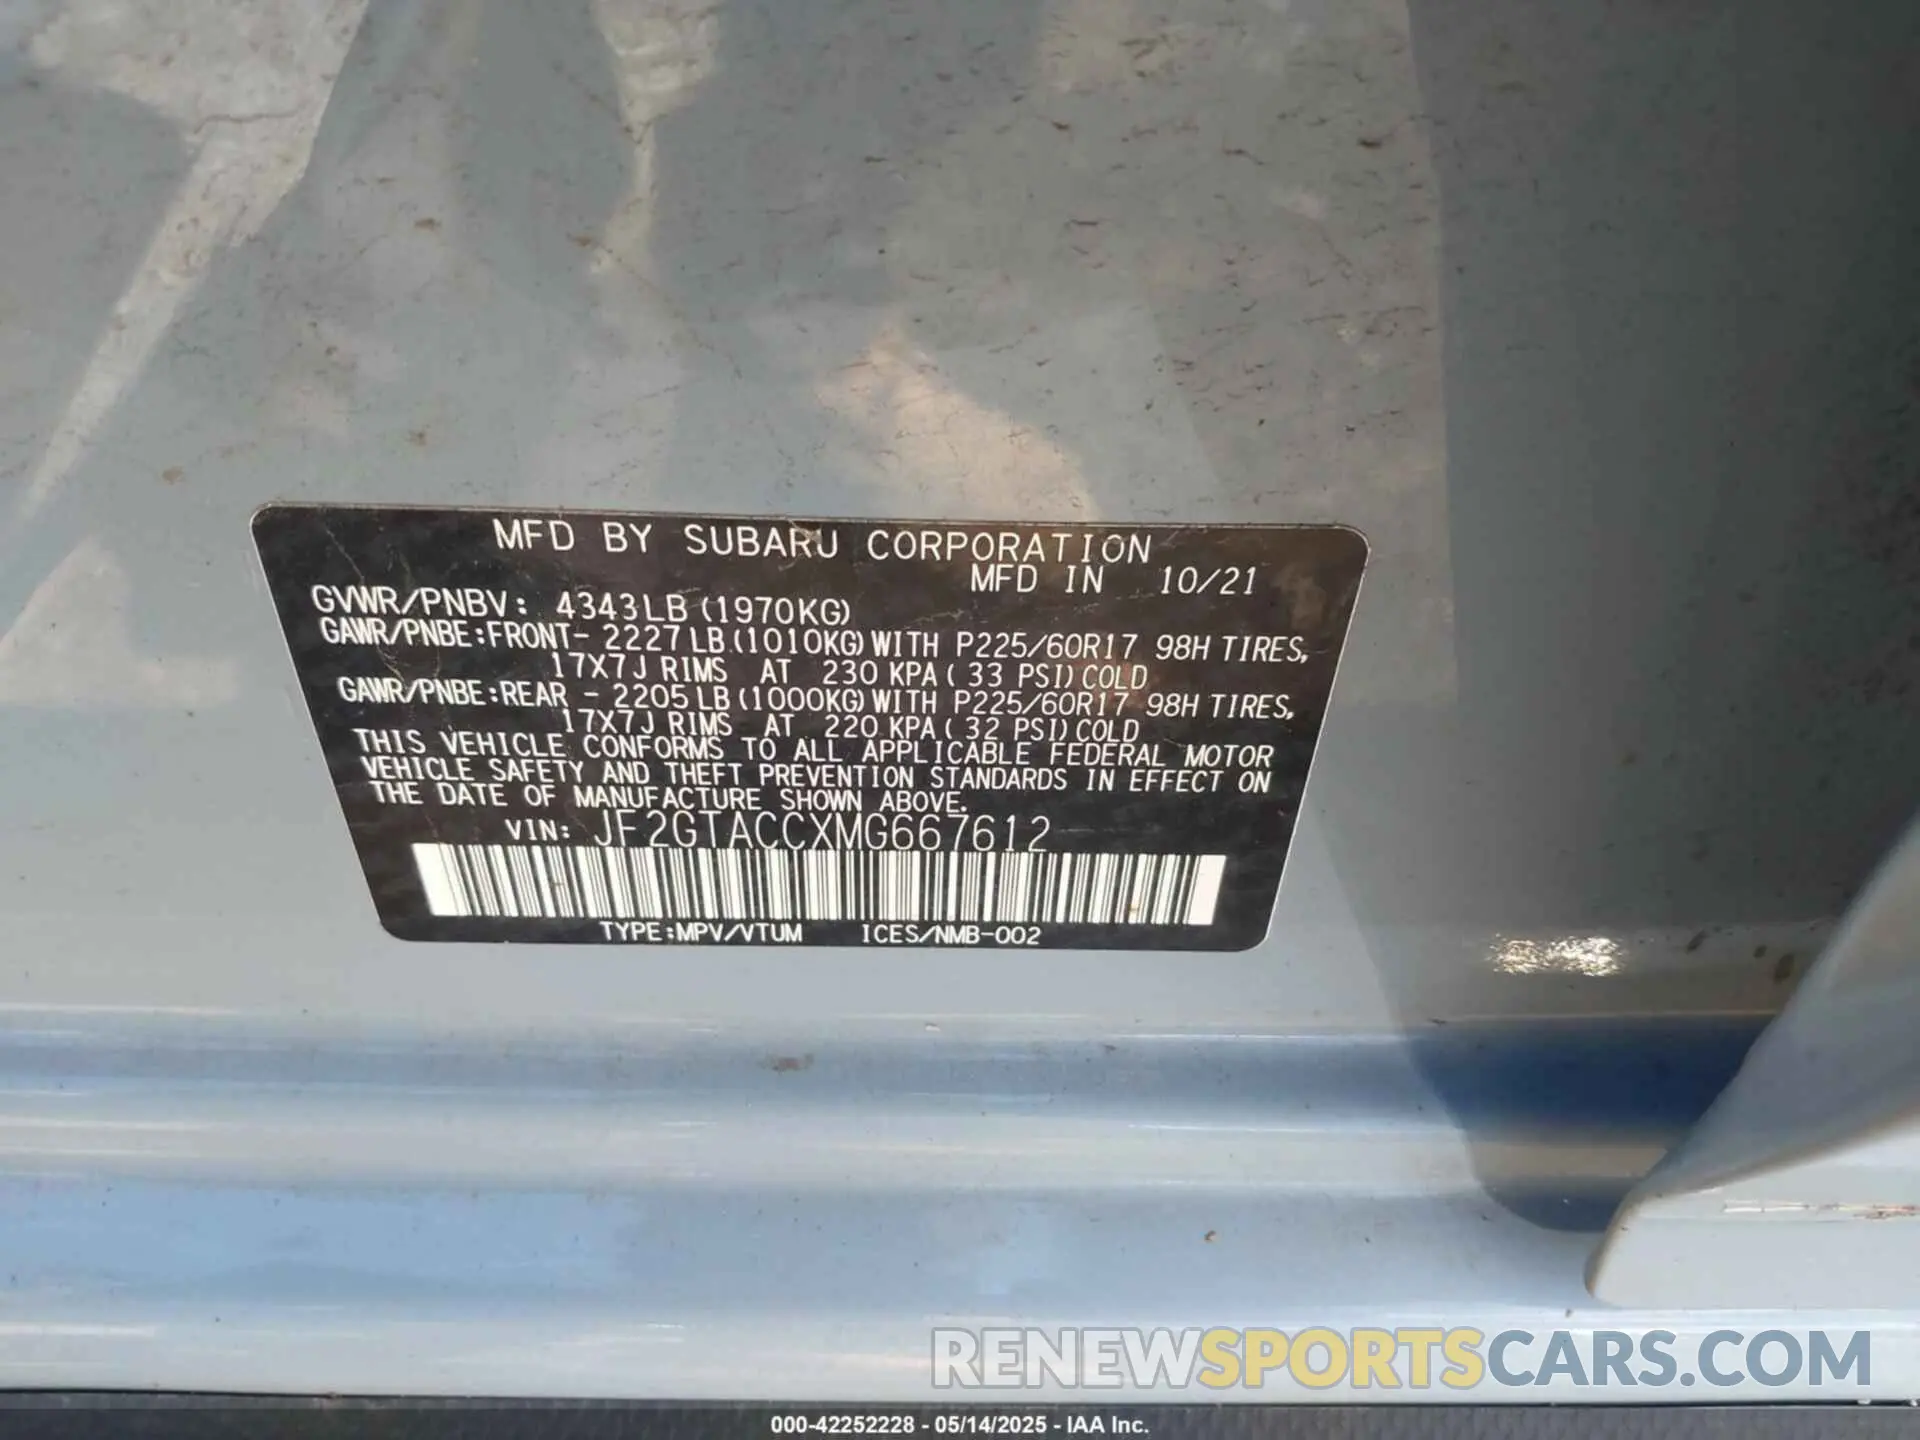 MFD BY SUBARU CORPORATION
MFD IN 10/21
GVWR/PNBV: 4343LB (1970KG)
GAWR/PNBE:FRONT- 2227LB(1010KG)WITH P225/60R17 98H TIRES,
17X7J RIMS AT 230 KPA( 33 PSI)COLD
GAWR/PNBE:REAR - 2205LB(1000KG)WITH P225/60R17 98H TIRES,
17X7J RIMS AT 220 KPA( 32 PSI)COLD
THIS VEHICLE CONFORMS TO ALL APPLICABLE FEDERAL MOTOR
VEHICLE SAFETY AND THEFT PREVENTION STANDARDS IN EFFECT ON
THE DATE OF MANUFACTURE SHOWN ABOVE.
VIN: JF2GTACCXMG667612
TYPE:MPV/VTUM ICES/NMB-002
RENEWSPORTSCARS.COM
000-42252228 - 05/14/2025 - IAA Inc.